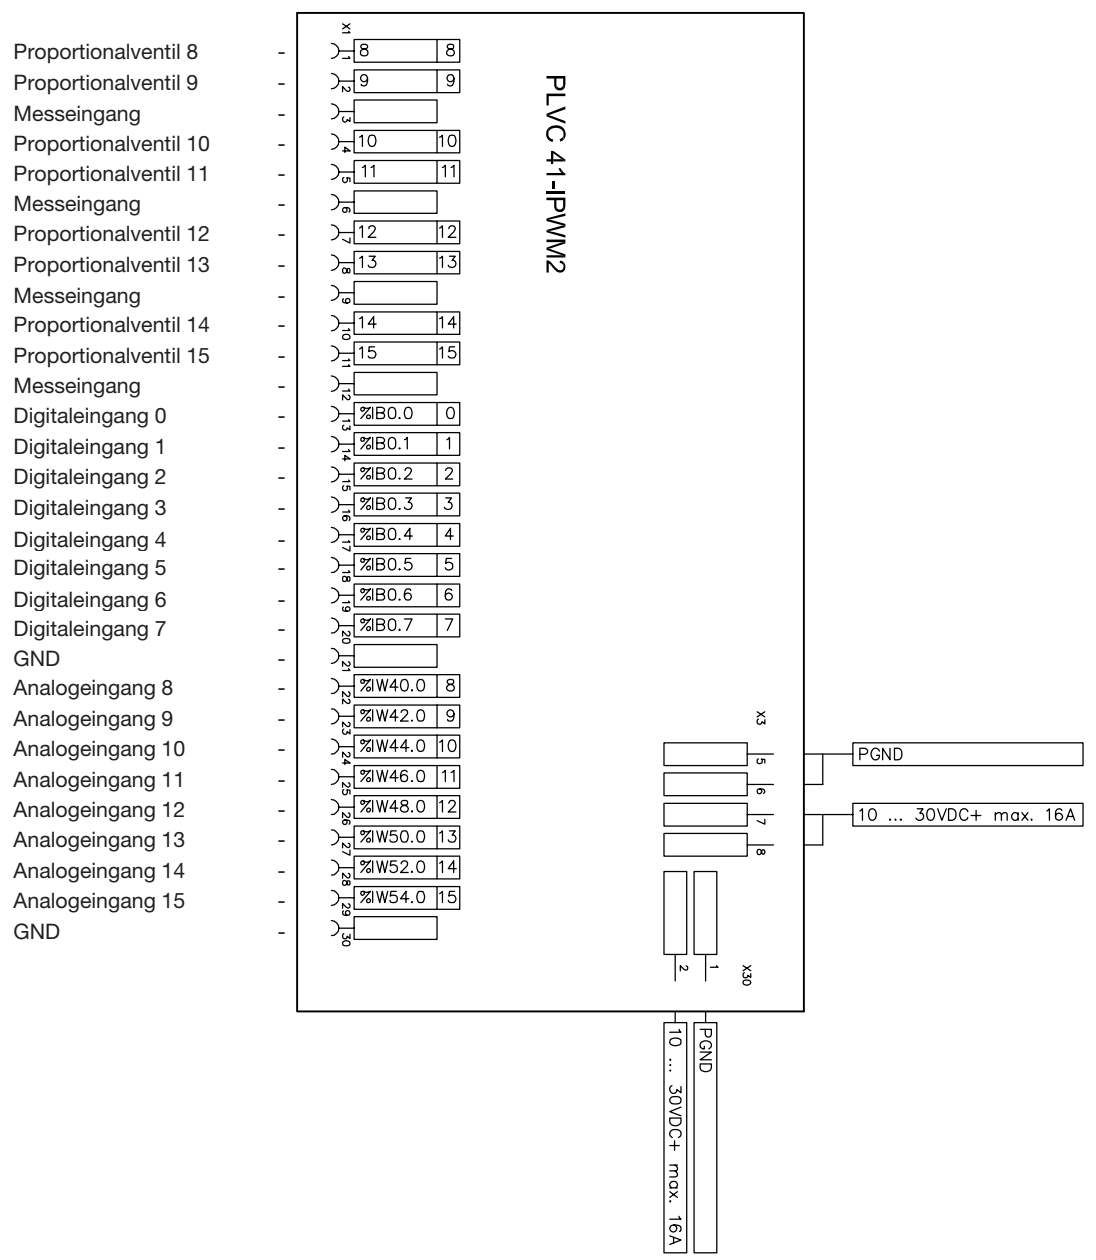 X1
Proportionalventil 8 - 1 8 8
Proportionalventil 9 - 2 9 9
Messeingang - 3
Proportionalventil 10 - 4 10 10
Proportionalventil 11 - 5 11 11
Messeingang - 6
Proportionalventil 12 - 7 12 12
Proportionalventil 13 - 8 13 13
Messeingang - 9
Proportionalventil 14 - 10 14 14
Proportionalventil 15 - 11 15 15
Messeingang - 12
Digitaleingang 0 - 13 %IB0.0 0
Digitaleingang 1 - 14 %IB0.1 1
Digitaleingang 2 - 15 %IB0.2 2
Digitaleingang 3 - 16 %IB0.3 3
Digitaleingang 4 - 17 %IB0.4 4
Digitaleingang 5 - 18 %IB0.5 5
Digitaleingang 6 - 19 %IB0.6 6
Digitaleingang 7 - 20 %IB0.7 7
GND - 21
Analogeingang 8 - 22 %IW40.0 8
Analogeingang 9 - 23 %IW42.0 9
Analogeingang 10 - 24 %IW44.0 10
Analogeingang 11 - 25 %IW46.0 11
Analogeingang 12 - 26 %IW48.0 12
Analogeingang 13 - 27 %IW50.0 13
Analogeingang 14 - 28 %IW52.0 14
Analogeingang 15 - 29 %IW54.0 15
GND - 30
PLVC 41-IPWM2
X3
5 PGND
6
7 10 ... 30VDC+ max. 16A
8
2 1 X30
10 ... 30VDC+ max. 16A
PGND